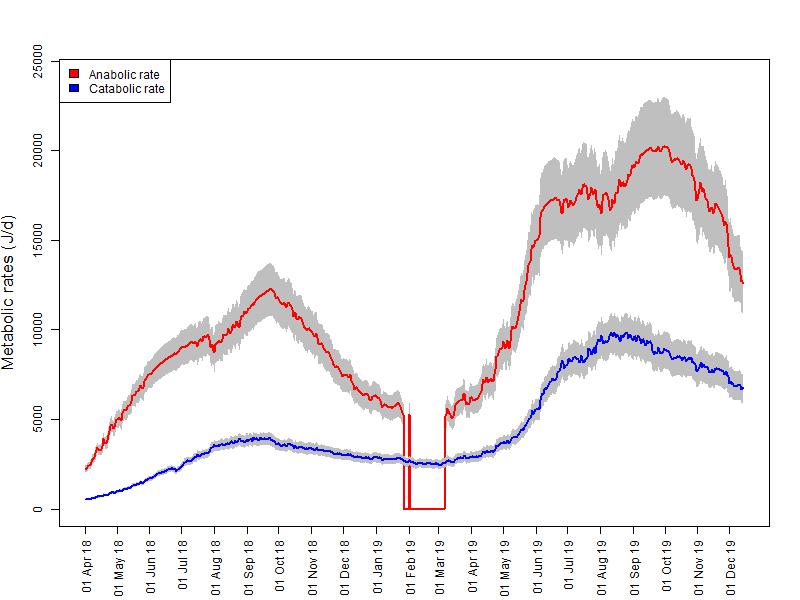 Anabolic rate
Catabolic rate
Metabolic rates (J/d)
25000
20000
15000
10000
5000
0
01 Apr 18
01 May 18
01 Jun 18
01 Jul 18
01 Aug 18
01 Sep 18
01 Oct 18
01 Nov 18
01 Dec 18
01 Jan 19
01 Feb 19
01 Mar 19
01 Apr 19
01 May 19
01 Jun 19
01 Jul 19
01 Aug 19
01 Sep 19
01 Oct 19
01 Nov 19
01 Dec 19